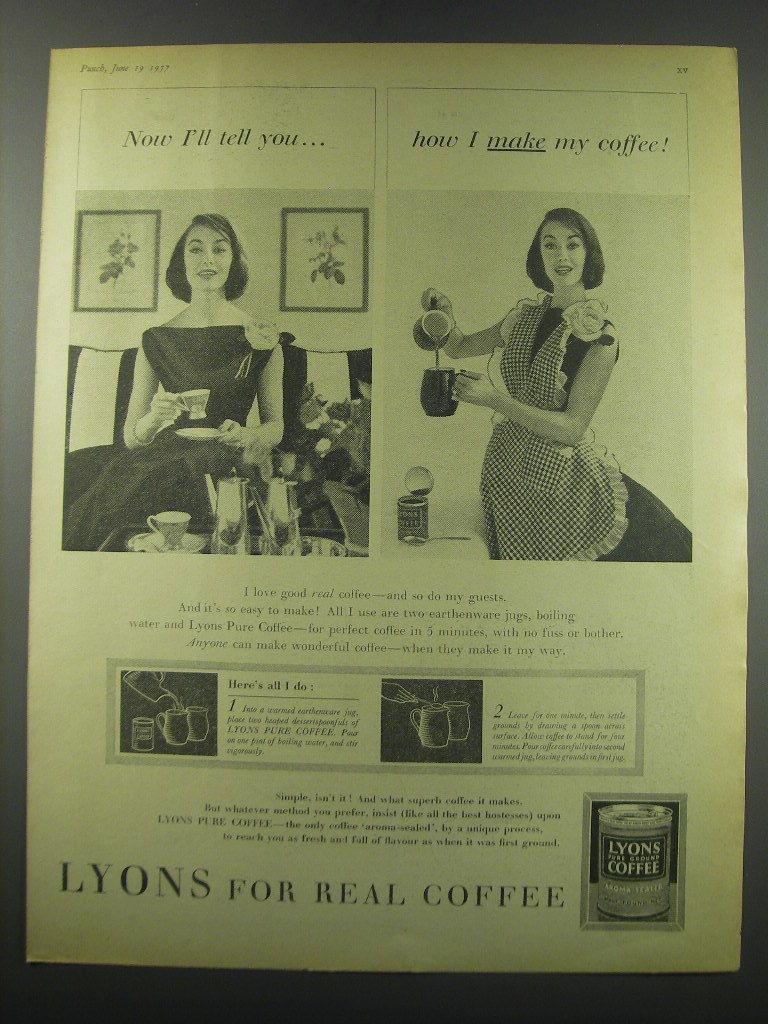 Punch, June 19 1957
xv
Now I'll tell you...
how I make my coffee!
I love good real coffee—and so do my guests.
And it's so easy to make! All I use are two earthenware jugs, boiling
water and Lyons Pure Coffee—for perfect coffee in 5 minutes, with no fuss or bother.
Anyone can make wonderful coffee—when they make it my way.
Here's all I do:
1 Into a warmed earthenware jug,
place two heaped dessertspoonfuls of
LYONS PURE COFFEE. Pour
on one pint of boiling water, and stir
vigorously.
2 Leave for one minute, then settle
grounds by drawing a spoon across
surface. Allow coffee to stand for four
minutes. Pour coffee carefully into second
warmed jug, leaving grounds in first jug.
Simple, isn't it! And what superb coffee it makes.
But whatever method you prefer, insist (like all the best hostesses) upon
LYONS PURE COFFEE—the only coffee 'aroma-sealed', by a unique process,
to reach you as fresh and full of flavour as when it was first ground.
LYONS
PURE GROUND
COFFEE
AROMA SEALED
LYONS FOR REAL COFFEE